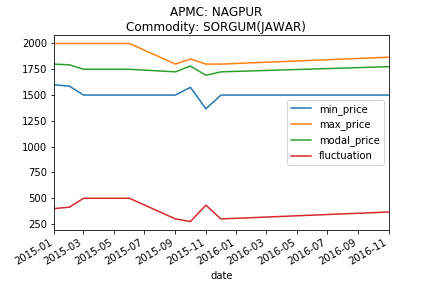 APMC: NAGPUR
Commodity: SORGUM(JAWAR)
2000
1750
1500
1250
1000
750
500
250
min_price
max_price
modal_price
fluctuation
2015-01
2015-03
2015-05
2015-07
2015-09
2015-11
2016-01
2016-03
2016-05
2016-07
2016-09
2016-11
date